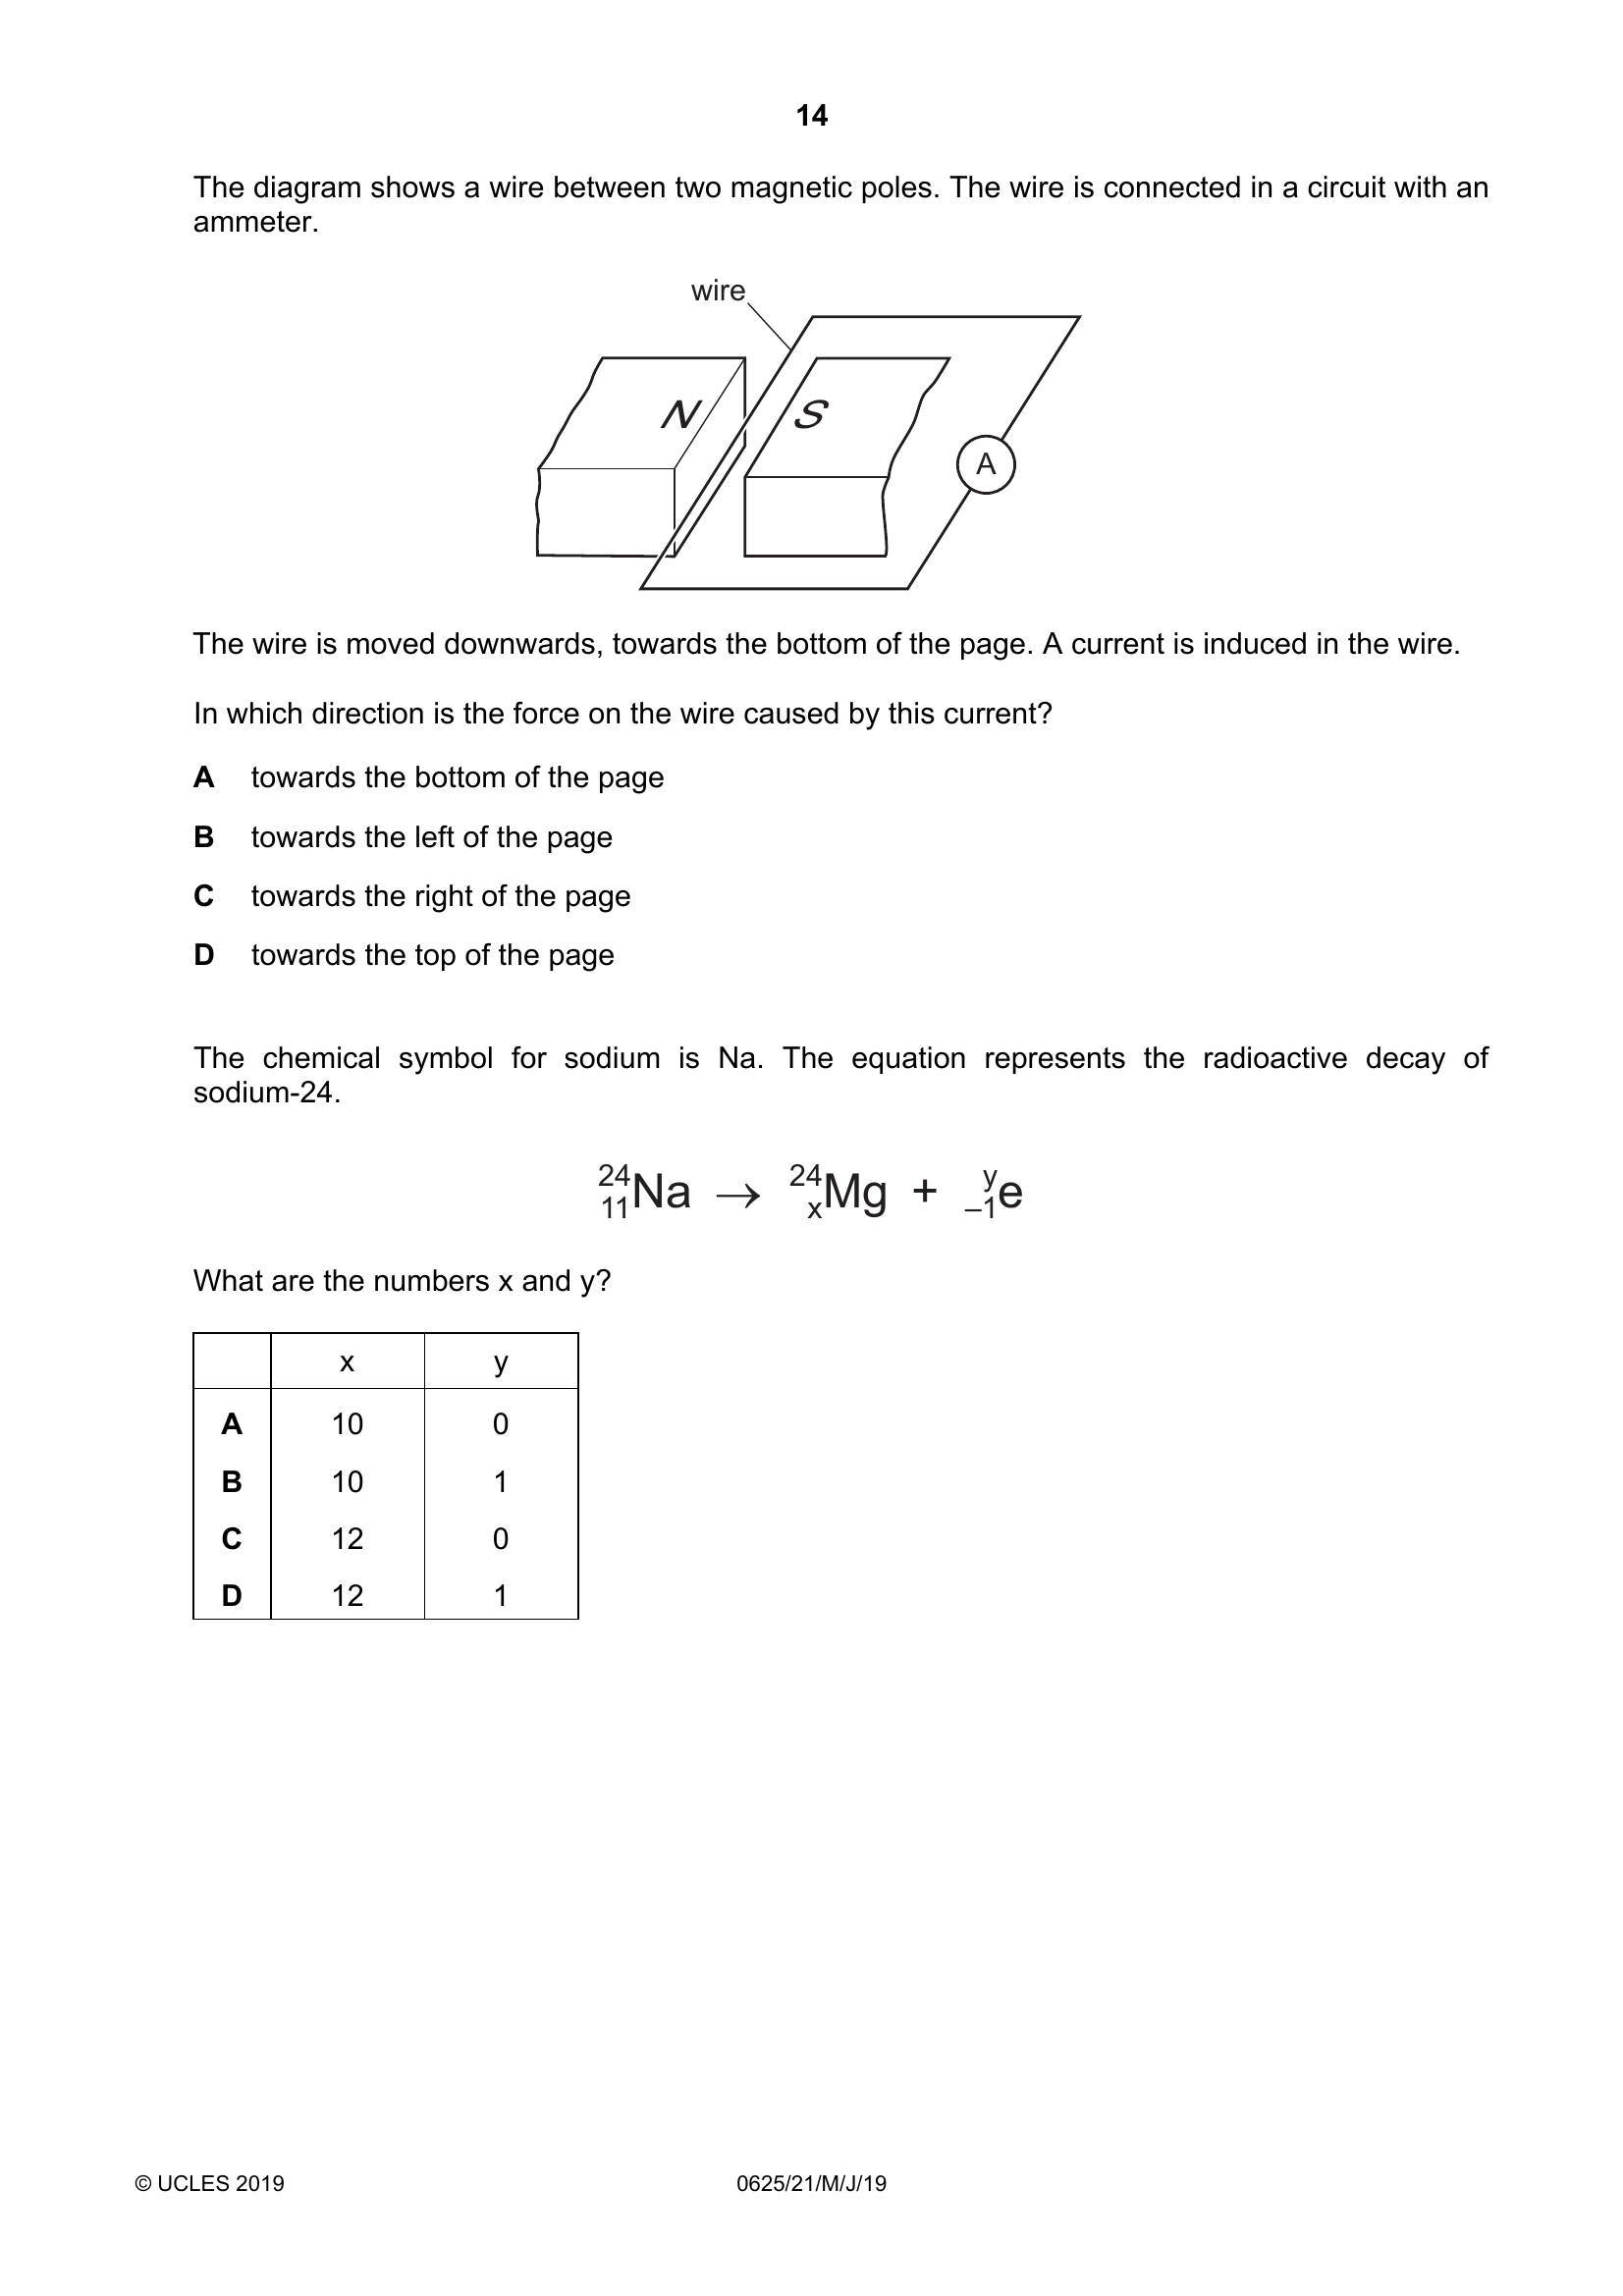 14
The diagram shows a wire between two magnetic poles. The wire is connected in a circuit with an
ammeter.
wire
N
S
A
The wire is moved downwards, towards the bottom of the page. A current is induced in the wire.
In which direction is the force on the wire caused by this current?
A towards the bottom of the page
B towards the left of the page
C towards the right of the page
D towards the top of the page
The chemical symbol for sodium is Na. The equation represents the radioactive decay of
sodium-24.
24 11 Na → 24 x Mg + y –1 e
What are the numbers x and y?
x y
A 10 0
B 10 1
C 12 0
D 12 1
© UCLES 2019 0625/21/M/J/19